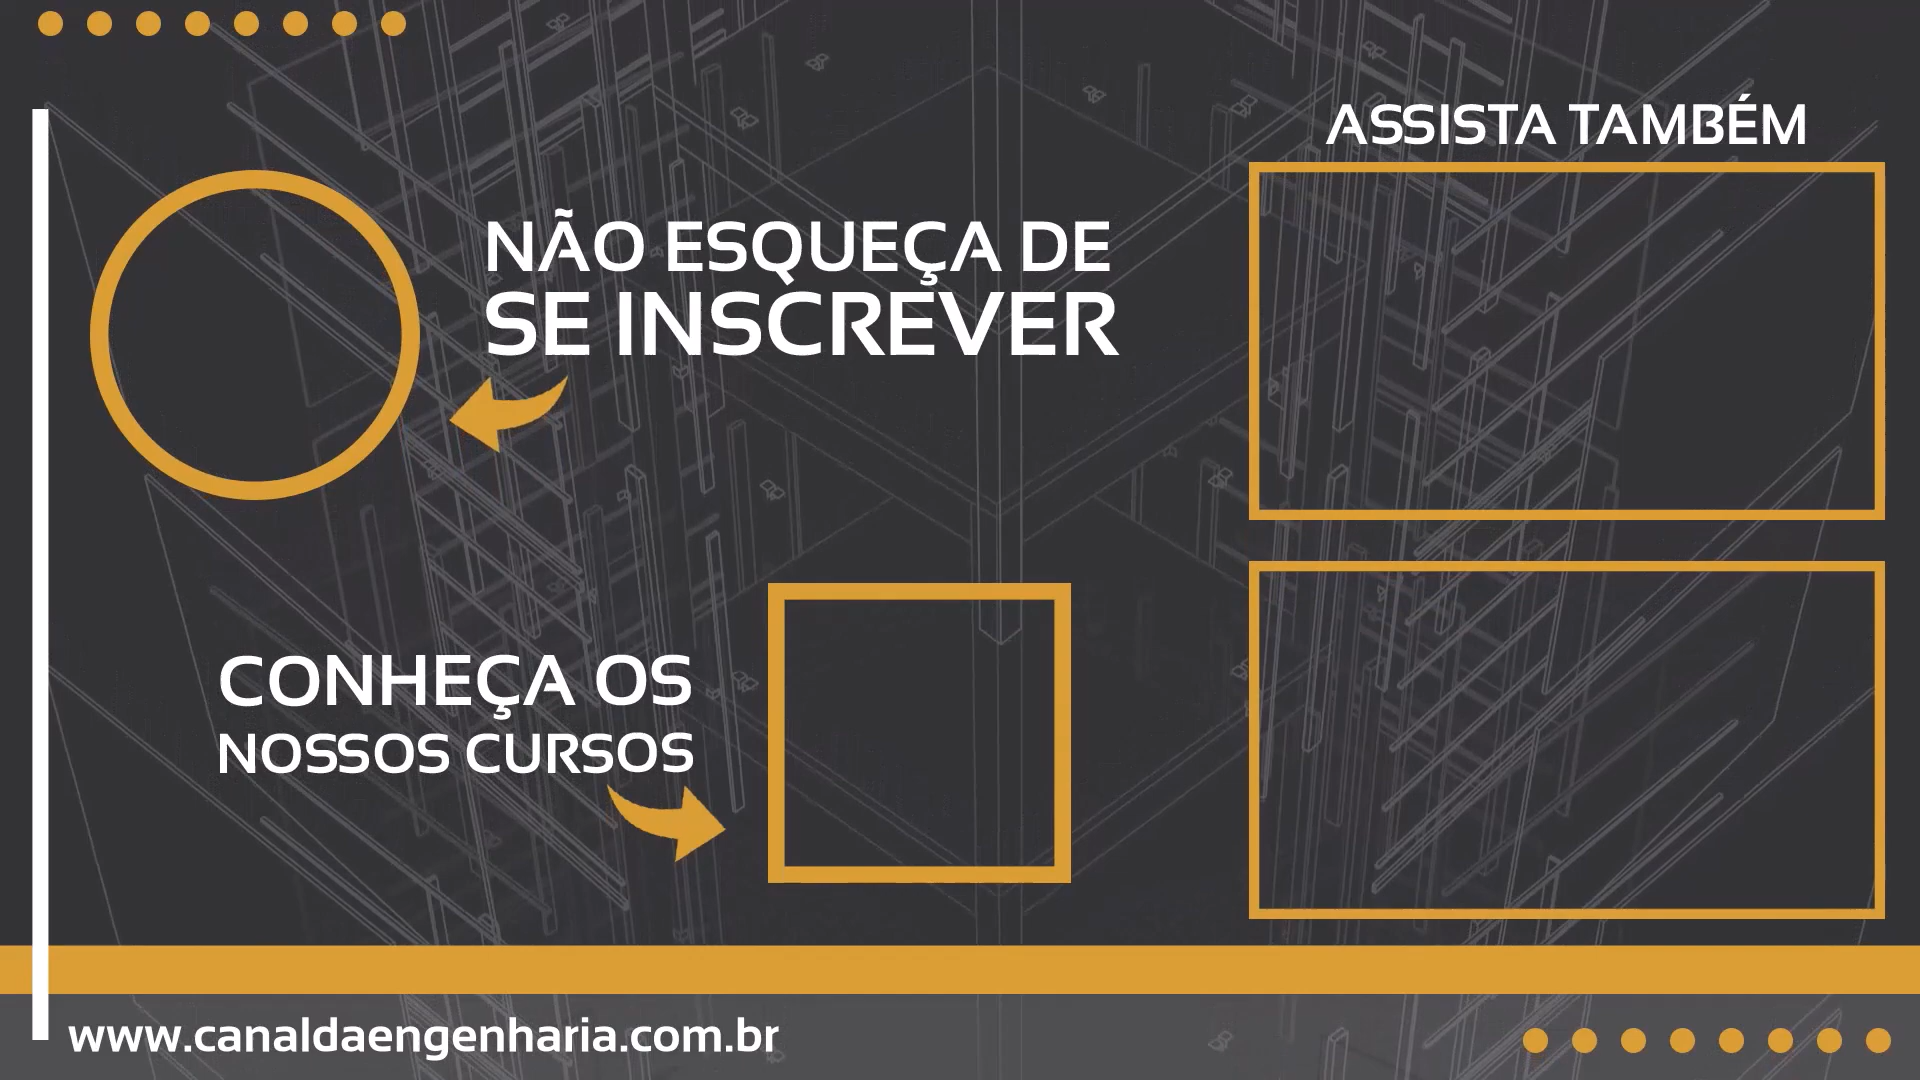 ASSISTA TAMBÉM
NÃO ESQUEÇA DE
SE INSCREVER
CONHEÇA OS
NOSSOS CURSOS
www.canaldaengenharia.com.br